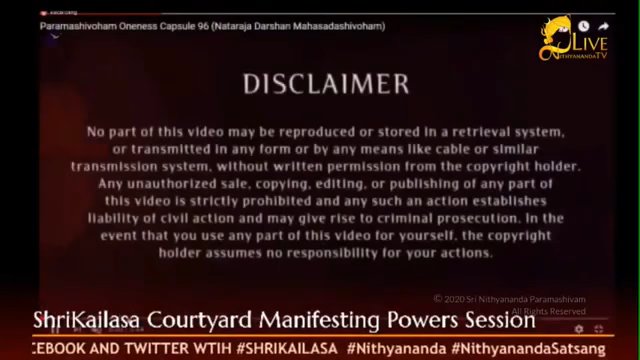 Paramashivoham Oneness Capsule 96 (Nataraja Darshan Mahasadashivoham)
LIVE
NITHYANANDATV
DISCLAIMER
No part of this video may be reproduced or stored in a retrieval system,
or transmitted in any form or by any means like cable or similar
transmission system, without written permission from the copyright holder.
Any unauthorized sale, copying, editing, or publishing of any part of
this video is strictly prohibited and any such an action establishes
liability of civil action and may give rise to criminal prosecution. In the
event that you use any part of this video for yourself, the copyright
holder assumes no responsibility for your actions.
© 2020 Sri Nithyananda Paramashivam
All Rights Reserved
ShriKailasa Courtyard Manifesting Powers Session
CEBOOK AND TWITTER WTIH #SHRIKAILASA #Nithyananda #NithyanandaSatsang